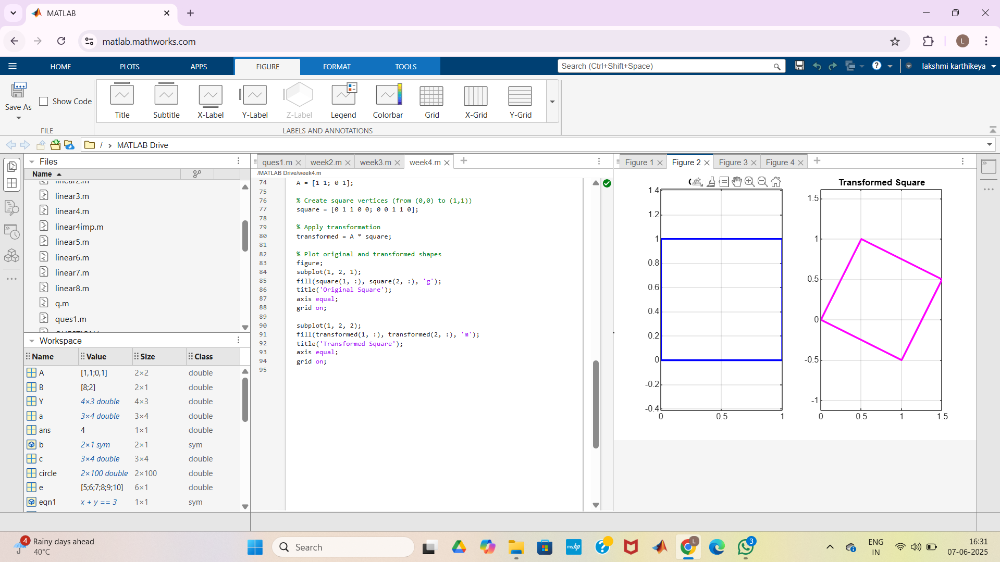 MATLAB
matlab.mathworks.com
L
HOME
PLOTS
APPS
FIGURE
FORMAT
TOOLS
Search (Ctrl+Shift+Space)
lakshmi karthikeya
Save As
Show Code
Title
Subtitle
X-Label
Y-Label
Z-Label
Legend
Colorbar
Grid
X-Grid
Y-Grid
FILE
LABELS AND ANNOTATIONS
/ › MATLAB Drive
Files
Name
linear3.m
linear4.m
linear4imp.m
linear5.m
linear6.m
linear7.m
linear8.m
q.m
ques1.m
Workspace
Name Value Size Class
A [1,1;0,1] 2×2 double
B [8;2] 2×1 double
Y 4×3 double 4×3 double
a 3×4 double 3×4 double
ans 4 1×1 double
b 2×1 sym 2×1 sym
c 3×4 double 3×4 double
circle 2×100 double 2×100 double
e [5;6;7;8;9;10] 6×1 double
eqn1 x + y == 3 1×1 sym
ques1.m
week2.m
week3.m
week4.m
/MATLAB Drive/week4.m
74 A = [1 1; 0 1];
75
76 % Create square vertices (from (0,0) to (1,1))
77 square = [0 1 1 0 0; 0 0 1 1 0];
78
79 % Apply transformation
80 transformed = A * square;
81
82 % Plot original and transformed shapes
83 figure;
84 subplot(1, 2, 1);
85 fill(square(1, :), square(2, :), 'g');
86 title('Original Square');
87 axis equal;
88 grid on;
89
90 subplot(1, 2, 2);
91 fill(transformed(1, :), transformed(2, :), 'm');
92 title('Transformed Square');
93 axis equal;
94 grid on;
95
Figure 1
Figure 2
Figure 3
Figure 4
1.4
1.2
1
0.8
0.6
0.4
0.2
0
-0.2
-0.4
0 0.5 1
Transformed Square
1.5
1
0.5
0
-0.5
-1
0 0.5 1 1.5
4
Rainy days ahead
40°C
Search
myhp
L
3
ENG
IN
16:31
07-06-2025